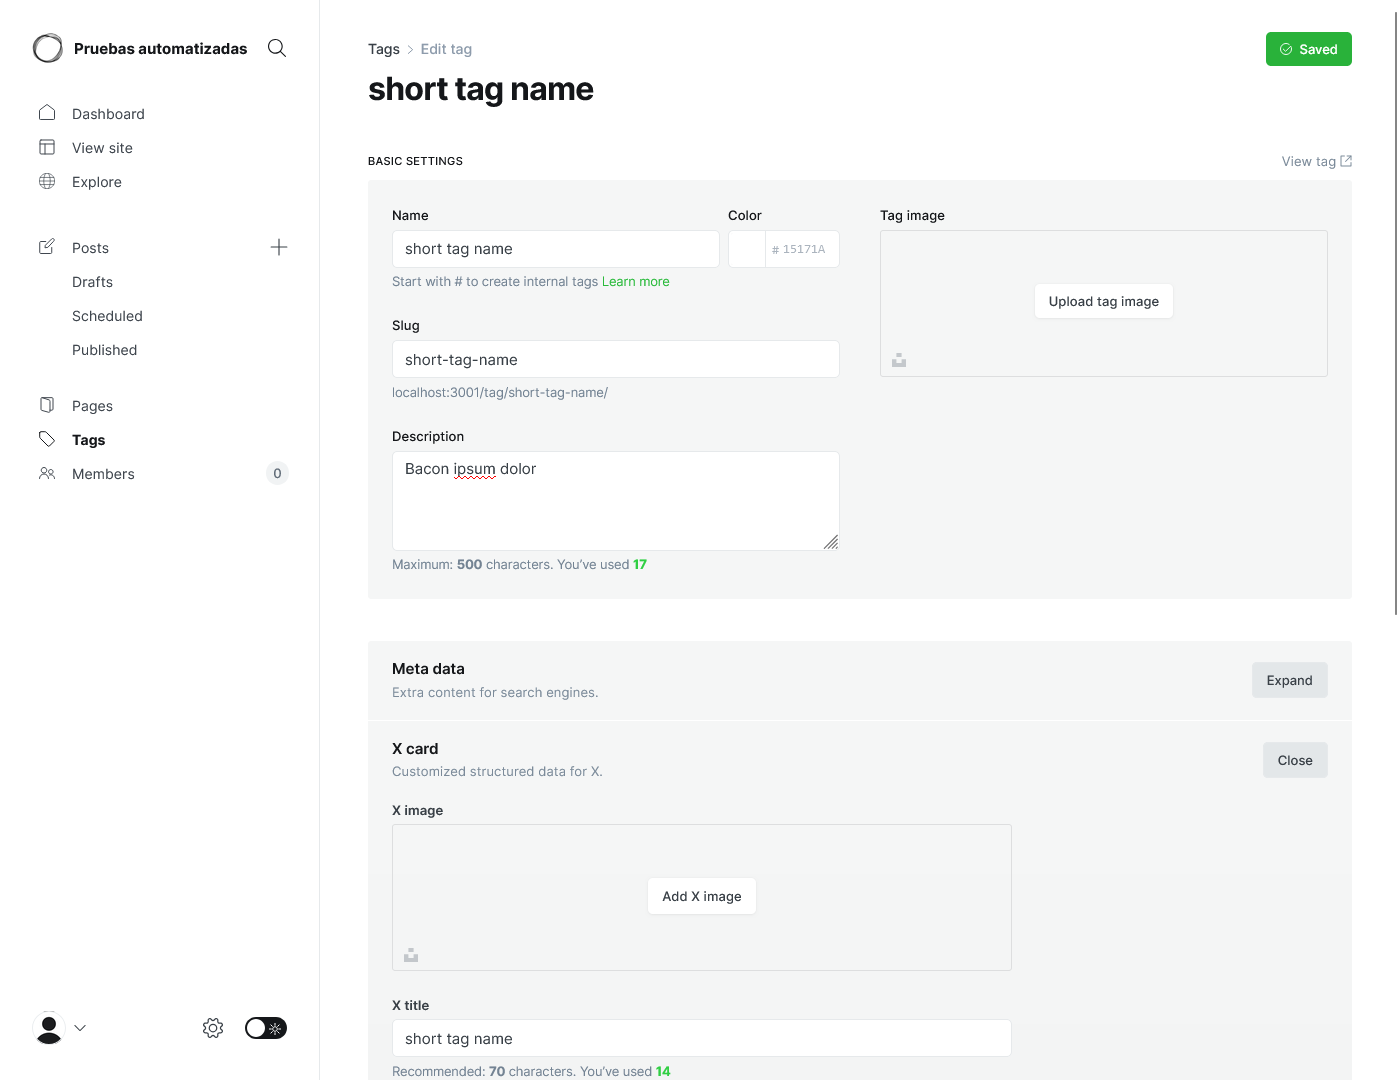 Pruebas automatizadas
Dashboard
View site
Explore
Posts
Drafts
Scheduled
Published
Pages
Tags
Members
0
Tags > Edit tag
Saved
short tag name
BASIC SETTINGS
View tag
Name
short tag name
Color
# 15171A
Start with # to create internal tags Learn more
Slug
short-tag-name
localhost:3001/tag/short-tag-name/
Description
Bacon ipsum dolor
Maximum: 500 characters. You’ve used 17
Tag image
Upload tag image
Meta data
Extra content for search engines.
Expand
X card
Customized structured data for X.
Close
X image
Add X image
X title
short tag name
Recommended: 70 characters. You’ve used 14